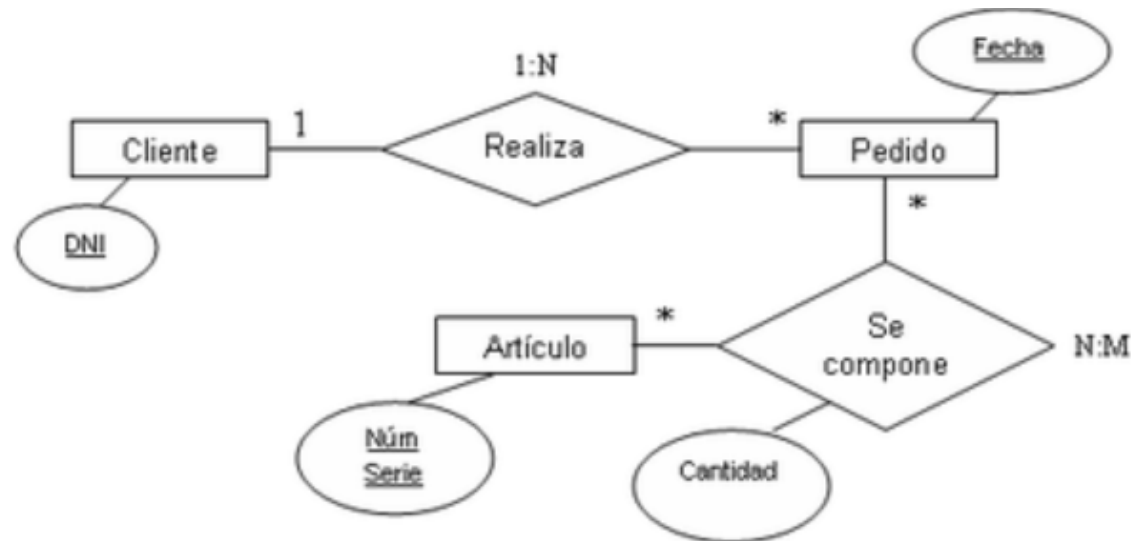 Fecha
1:N
Cliente
1
Realiza
*
Pedido
*
DNI
Artículo
*
Se
compone
N:M
Núm
Serie
Cantidad